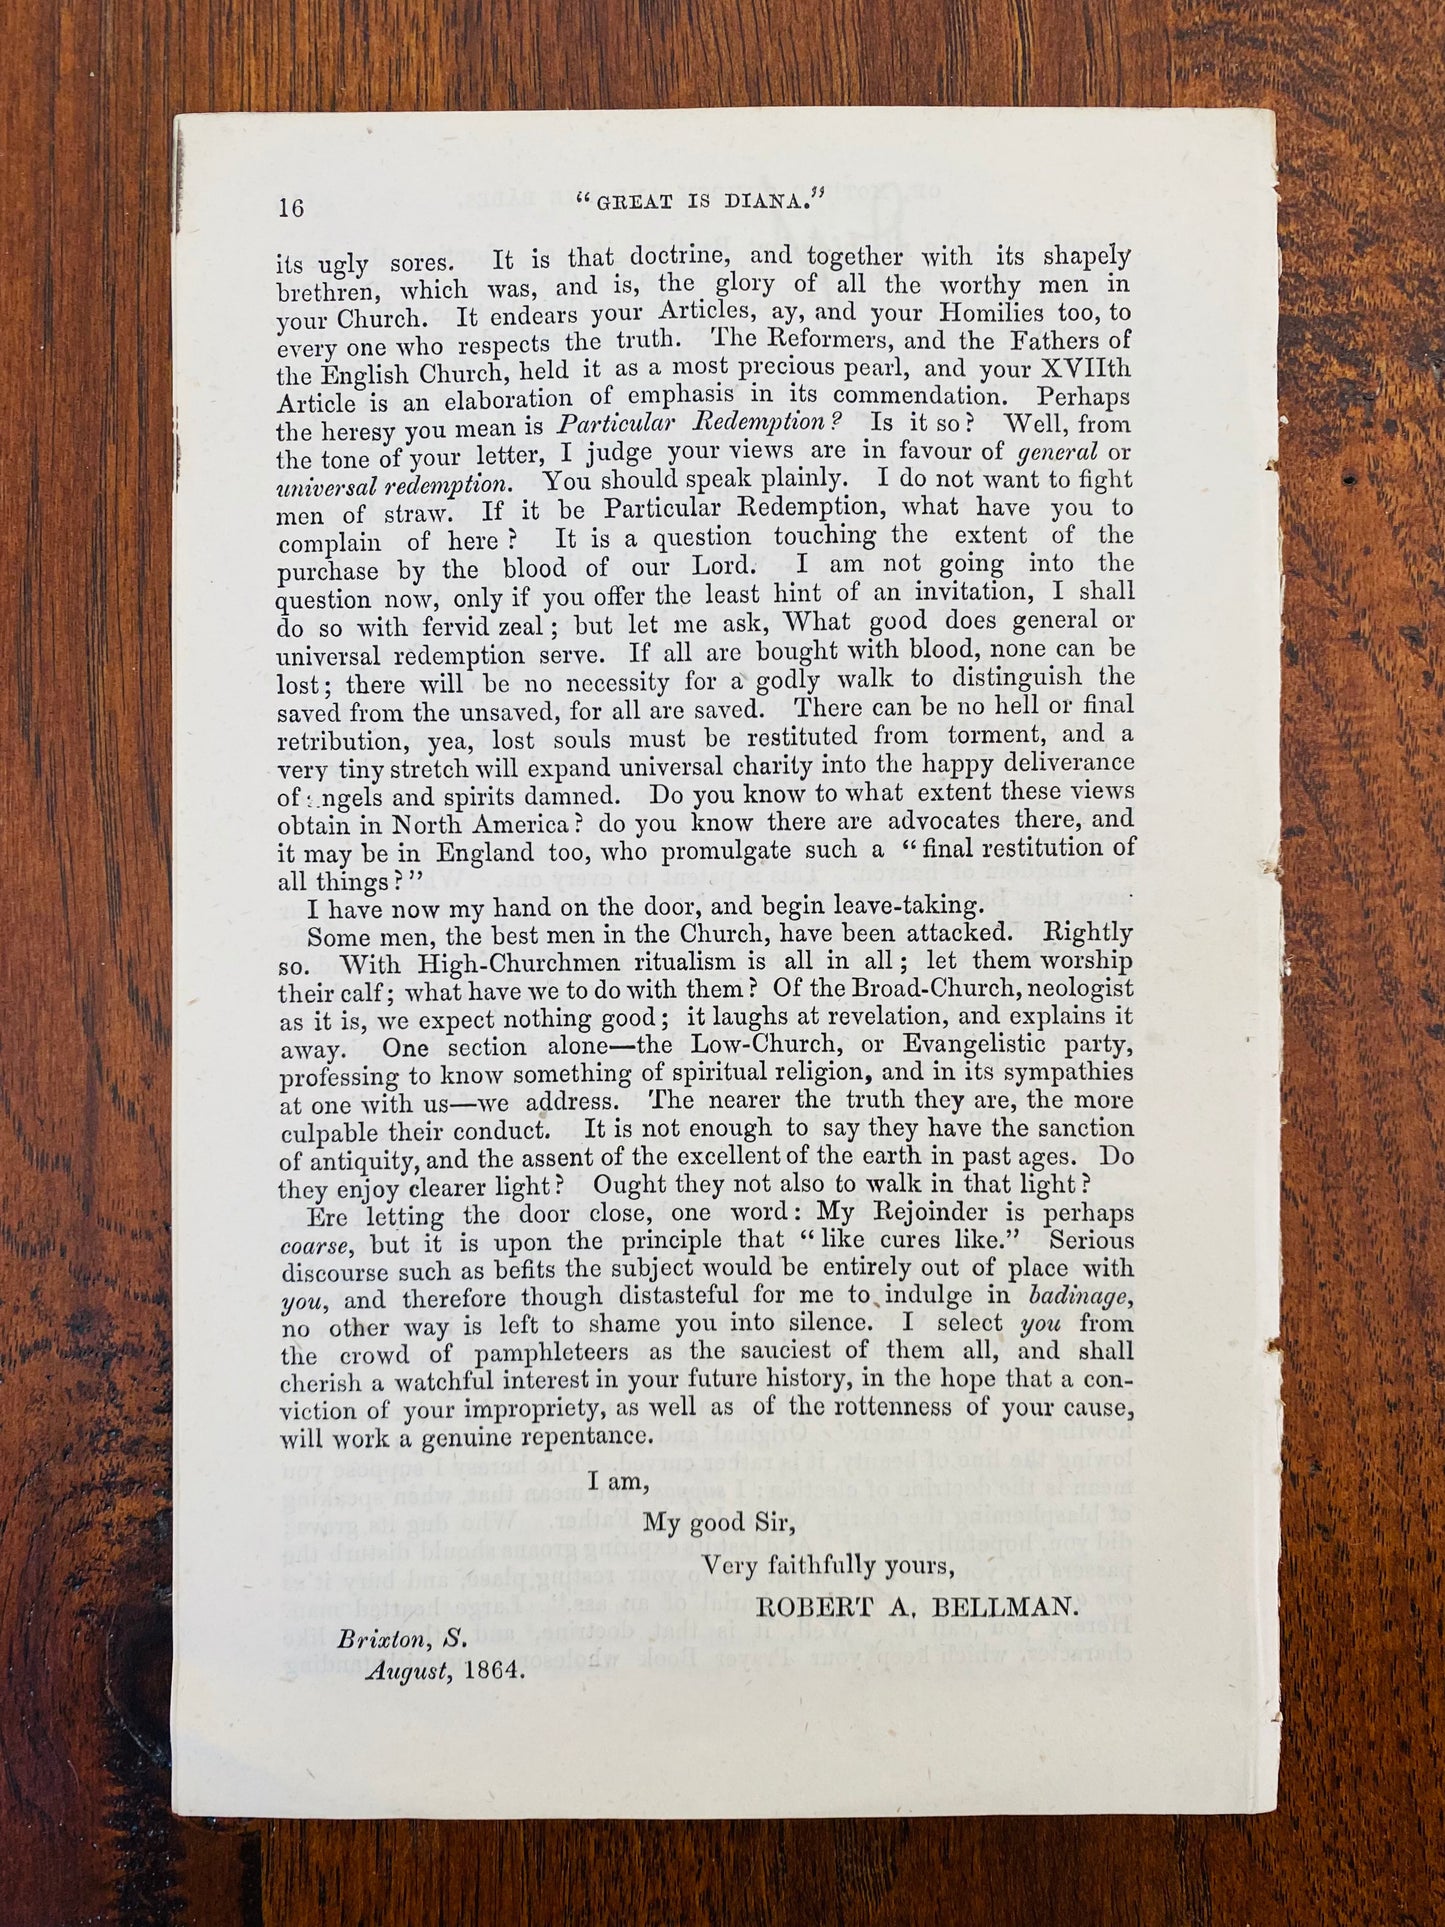 16 "GREAT IS DIANA."
its ugly sores. It is that doctrine, and together with its shapely
brethren, which was, and is, the glory of all the worthy men in
your Church. It endears your Articles, ay, and your Homilies too, to
every one who respects the truth. The Reformers, and the Fathers of
the English Church, held it as a most precious pearl, and your XVIIth
Article is an elaboration of emphasis in its commendation. Perhaps
the heresy you mean is Particular Redemption? Is it so? Well, from
the tone of your letter, I judge your views are in favour of general or
universal redemption. You should speak plainly. I do not want to fight
men of straw. If it be Particular Redemption, what have you to
complain of here? It is a question touching the extent of the
purchase by the blood of our Lord. I am not going into the
question now, only if you offer the least hint of an invitation, I shall
do so with fervid zeal; but let me ask, What good does general or
universal redemption serve. If all are bought with blood, none can be
lost; there will be no necessity for a godly walk to distinguish the
saved from the unsaved, for all are saved. There can be no hell or final
retribution, yea, lost souls must be restituted from torment, and a
very tiny stretch will expand universal charity into the happy deliverance
of ngels and spirits damned. Do you know to what extent these views
obtain in North America? do you know there are advocates there, and
it may be in England too, who promulgate such a "final restitution of
all things?"
I have now my hand on the door, and begin leave-taking.
Some men, the best men in the Church, have been attacked. Rightly
so. With High-Churchmen ritualism is all in all; let them worship
their calf; what have we to do with them? Of the Broad-Church, neologist
as it is, we expect nothing good; it laughs at revelation, and explains it
away. One section alone—the Low-Church, or Evangelistic party,
professing to know something of spiritual religion, and in its sympathies
at one with us—we address. The nearer the truth they are, the more
culpable their conduct. It is not enough to say they have the sanction
of antiquity, and the assent of the excellent of the earth in past ages. Do
they enjoy clearer light? Ought they not also to walk in that light?
Ere letting the door close, one word: My Rejoinder is perhaps
coarse, but it is upon the principle that "like cures like." Serious
discourse such as befits the subject would be entirely out of place with
you, and therefore though distasteful for me to indulge in badinage,
no other way is left to shame you into silence. I select you from
the crowd of pamphleteers as the sauciest of them all, and shall
cherish a watchful interest in your future history, in the hope that a con-
viction of your impropriety, as well as of the rottenness of your cause,
will work a genuine repentance.
I am,
My good Sir,
Very faithfully yours,
ROBERT A. BELLMAN.
Brixton, S.
August, 1864.